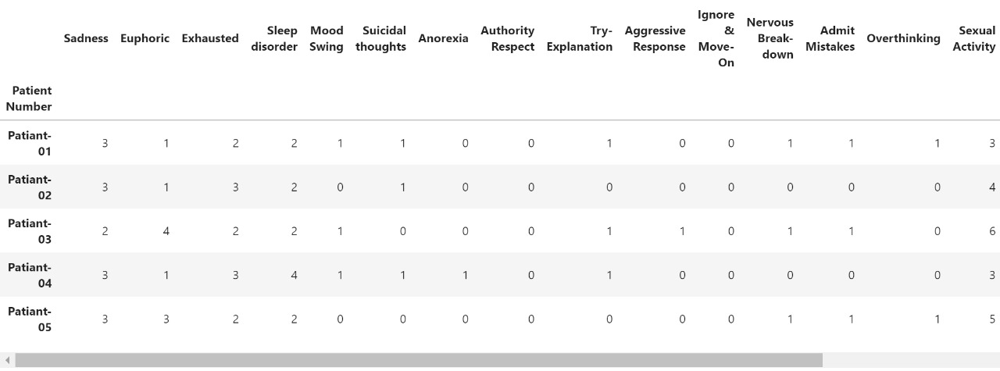 Sadness Euphoric Exhausted Sleep disorder Mood Swing Suicidal thoughts Anorexia Authority Respect Try-Explanation Aggressive Response Ignore & Move-On Nervous Break-down Admit Mistakes Overthinking Sexual Activity
Patient Number
Patiant-01 3 1 2 2 1 1 0 0 1 0 0 1 1 1 3
Patiant-02 3 1 3 2 0 1 0 0 0 0 0 0 0 0 4
Patiant-03 2 4 2 2 1 0 0 0 1 1 0 1 1 0 6
Patiant-04 3 1 3 4 1 1 1 0 1 0 0 0 0 0 3
Patiant-05 3 3 2 2 0 0 0 0 0 0 0 1 1 1 5